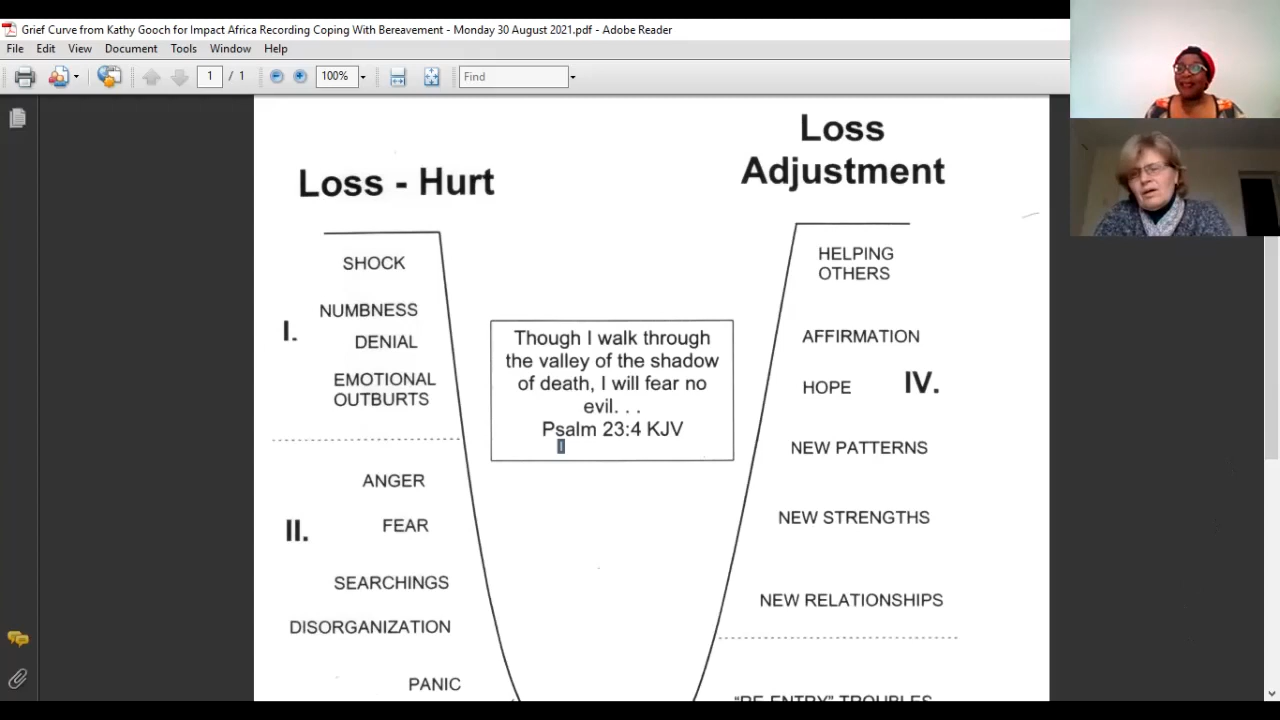 Grief Curve from Kathy Gooch for Impact Africa Recording Coping With Bereavement - Monday 30 August 2021.pdf - Adobe Reader
File Edit View Document Tools Window Help
1 / 1 100% Find
Loss - Hurt
SHOCK
NUMBNESS
I.
DENIAL
EMOTIONAL
OUTBURTS
ANGER
II.
FEAR
SEARCHINGS
DISORGANIZATION
PANIC
Though I walk through
the valley of the shadow
of death, I will fear no
evil. . .
Psalm 23:4 KJV
Loss
Adjustment
HELPING
OTHERS
AFFIRMATION
HOPE IV.
NEW PATTERNS
NEW STRENGTHS
NEW RELATIONSHIPS
"RE-ENTRY" TROUBLES